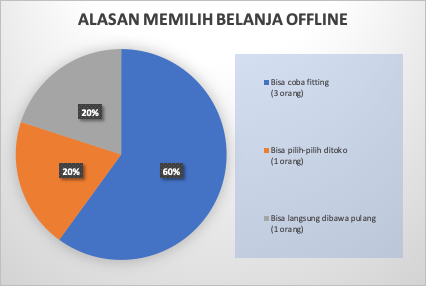 ALASAN MEMILIH BELANJA OFFLINE
20%
20%
60%
Bisa coba fitting
(3 orang)
Bisa pilih-pilih ditoko
(1 orang)
Bisa langsung dibawa pulang
(1 orang)